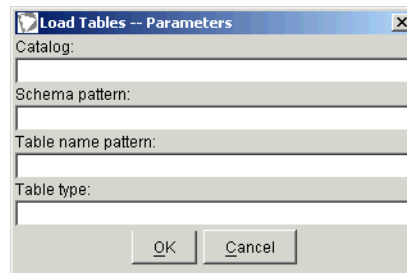 Load Tables -- Parameters
Catalog:
Schema pattern:
Table name pattern:
Table type:
OK Cancel